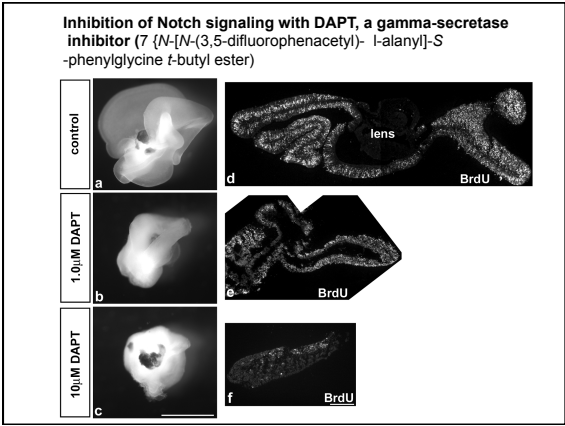 Inhibition of Notch signaling with DAPT, a gamma-secretase
inhibitor (7 {N-[N-(3,5-difluorophenacetyl)- l-alanyl]-S
-phenylglycine t-butyl ester)
control
a
d
lens
BrdU
1.0µM DAPT
b
e
BrdU
10µM DAPT
c
f
BrdU